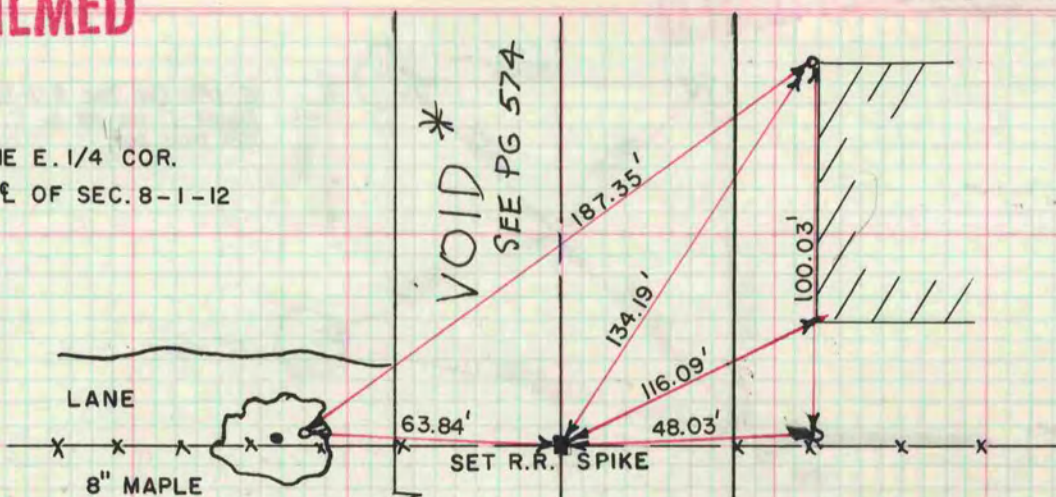 ILMED
E. 1/4 COR.
℄ OF SEC. 8-1-12
VOID *
SEE PG 574
187.35'
134.19'
100.03'
116.09'
LANE
63.84'
48.03'
SET R.R. SPIKE
8" MAPLE